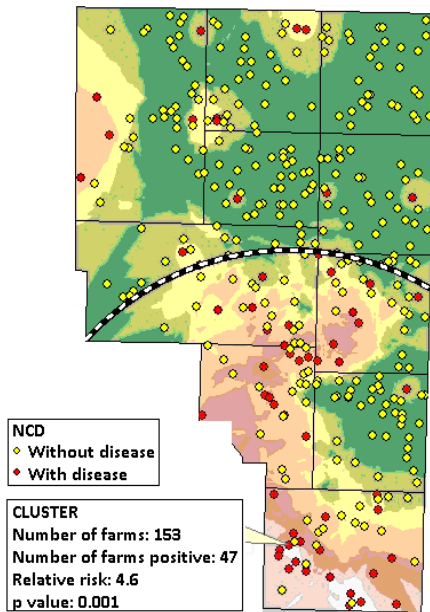 NCD
Without disease
With disease
CLUSTER
Number of farms: 153
Number of farms positive: 47
Relative risk: 4.6
p value: 0.001